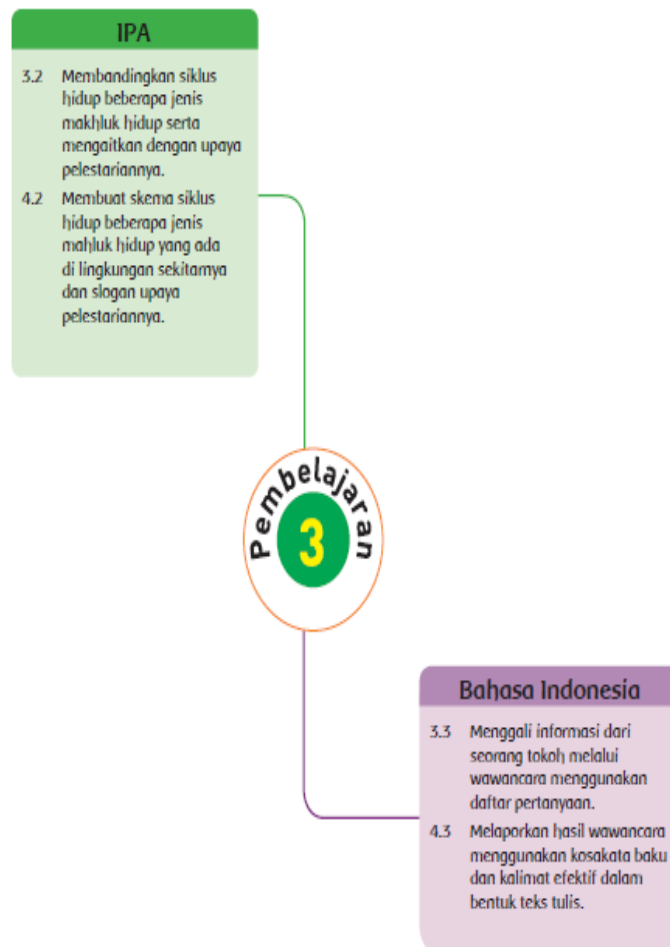 IPA
3.2 Membandingkan siklus
hidup beberapa jenis
makhluk hidup serta
mengaitkan dengan upaya
pelestariannya.
4.2 Membuat skema siklus
hidup beberapa jenis
mahluk hidup yang ada
di lingkungan sekitarnya
dan slogan upaya
pelestariannya.
Pembelajaran
3
Bahasa Indonesia
3.3 Menggali informasi dari
seorang tokoh melalui
wawancara menggunakan
daftar pertanyaan.
4.3 Melaporkan hasil wawancara
menggunakan kosakata baku
dan kalimat efektif dalam
bentuk teks tulis.